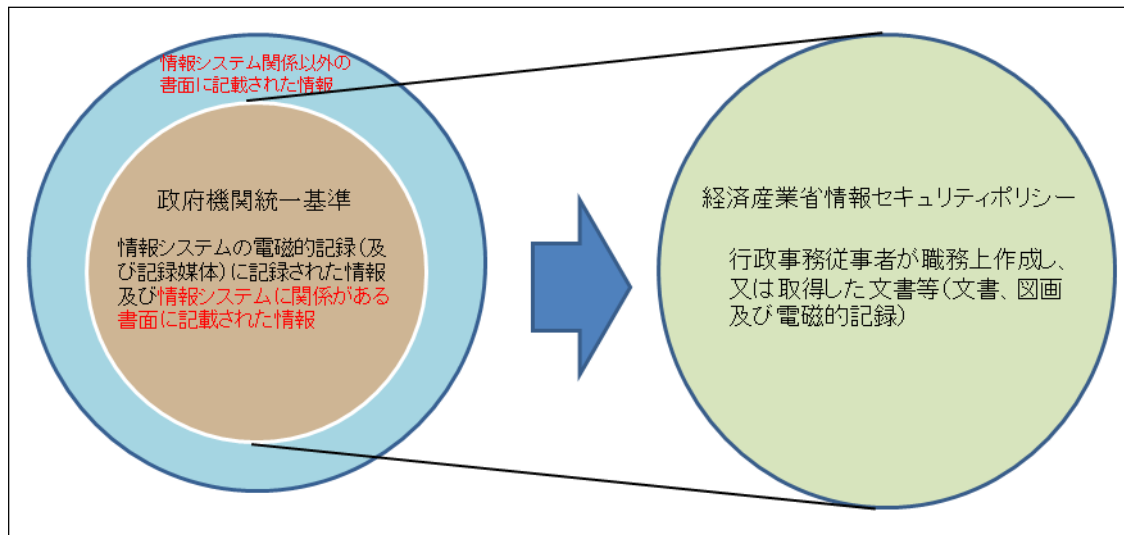 情報システム関係以外の
書面に記載された情報
政府機関統一基準
情報システムの電磁的記録(及
び記録媒体)に記録された情報
及び情報システムに関係がある
書面に記載された情報
経済産業省情報セキュリティポリシー
行政事務従事者が職務上作成し、
又は取得した文書等(文書、図画
及び電磁的記録)